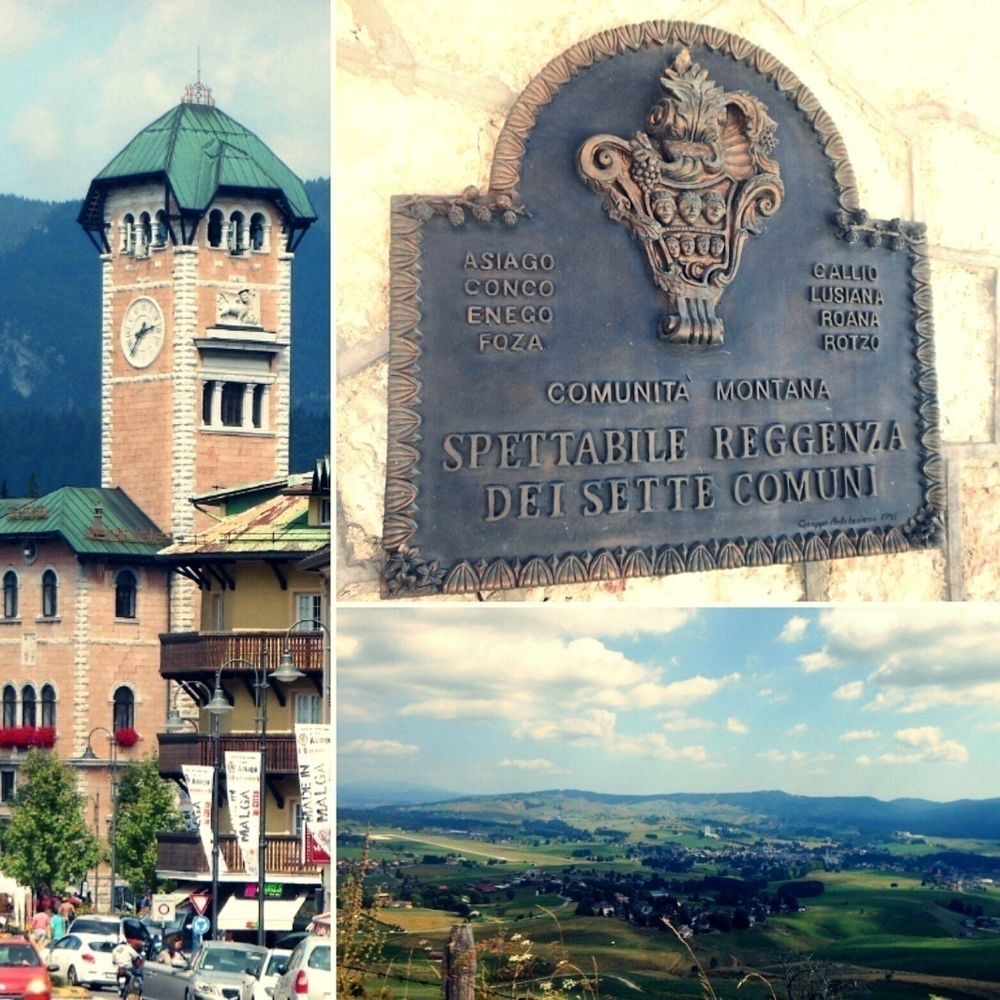 ASIAGO
CONCO
ENEGO
FOZA
GALLIO
LUSIANA
ROANA
ROTZO
COMUNITÀ MONTANA
SPETTABILE REGGENZA
DEI SETTE COMUNI
1991
MALGA
MADE IN
MALGA